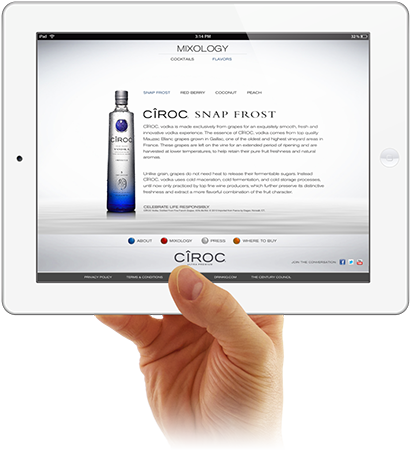 iPad 3:14 PM 52%
MIXOLOGY
COCKTAILS FLAVORS
SNAP FROST RED BERRY COCONUT PEACH
CÎROC SNAP FROST
CÎROC. vodka is made exclusively from grapes for an exquisitely smooth, fresh and
innovative vodka experience. The essence of CÎROC. vodka comes from top quality
Mauzac Blanc grapes grown in Gaillac, one of the oldest and highest vineyard areas in
France. These grapes are left on the vine for an extended period of ripening and are
harvested at lower temperatures, to help retain their pure fruit freshness and natural
aromas.
Unlike grain, grapes do not need heat to release their fermentable sugars. Instead
CÎROC. vodka uses cold maceration, cold fermentation, and cold storage processes,
until now only practiced by top fine wine producers, which further preserve its distinctive
freshness and extract a more flavorful combination of the fruit character.
CELEBRATE LIFE RESPONSIBLY.
CÎROC
ABOUT MIXOLOGY PRESS WHERE TO BUY
CÎROC
JOIN THE CONVERSATION
PRIVACY POLICY TERMS & CONDITIONS DRINKIQ.COM THE CENTURY COUNCIL